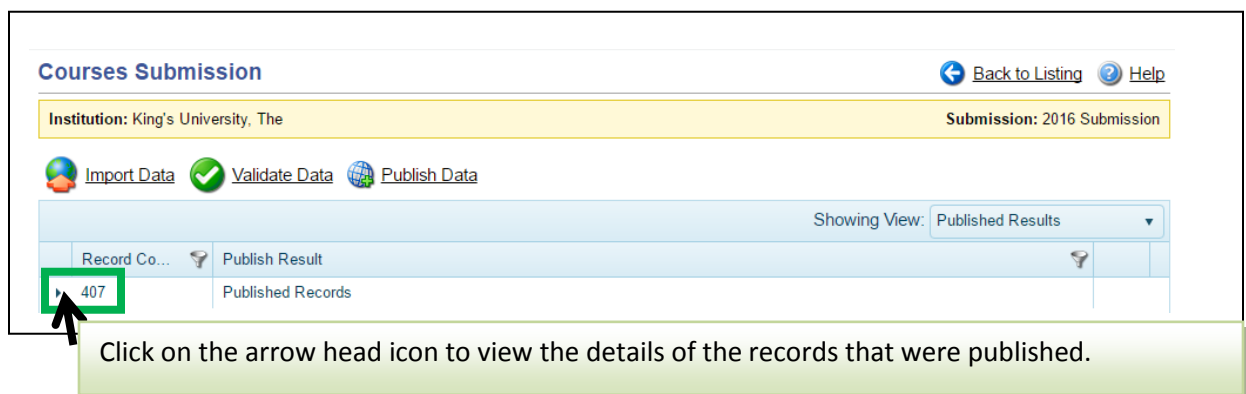 Courses Submission Back to Listing Help
Institution: King's University, The Submission: 2016 Submission
Import Data Validate Data Publish Data
Showing View: Published Results
Record Co... Publish Result
407 Published Records
Click on the arrow head icon to view the details of the records that were published.